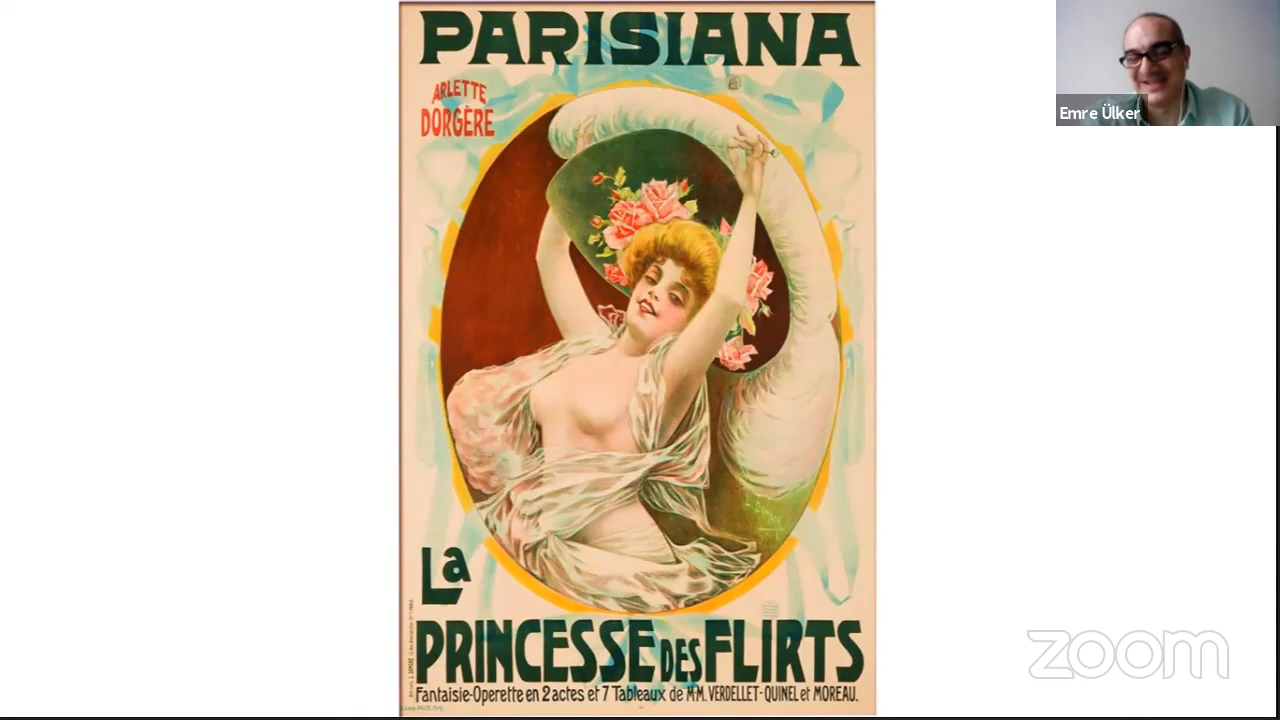 PARISIANA
ARLETTE
DORGÈRE
Emre Ülker
La
PRINCESSE DES FLIRTS
Fantaisie-Operette en 2 actes et 7 Tableaux de M·M. VERDELLET-QUINEL et MOREAU.
zoom